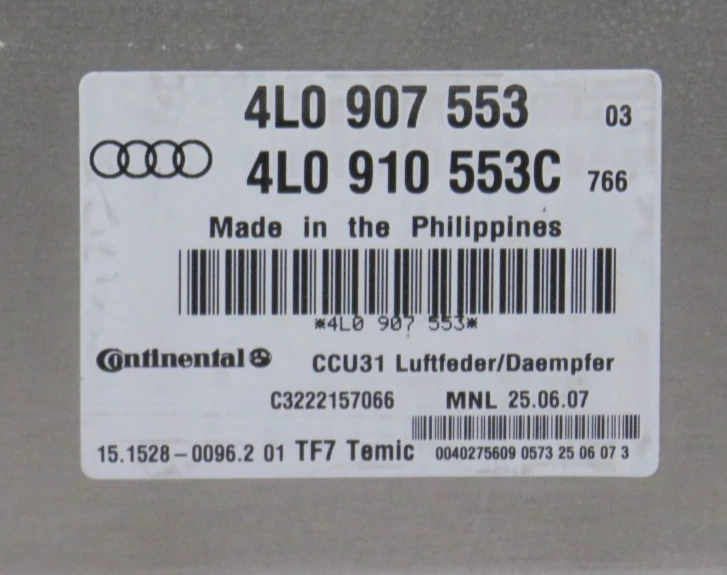 4L0 907 553 03
4L0 910 553C 766
Made in the Philippines
*4L0 907 553*
Continental CCU31 Luftfeder/Daempfer
C3222157066 MNL 25.06.07
15.1528-0096.2 01 TF7 Temic 0040275609 0573 25 06 07 3